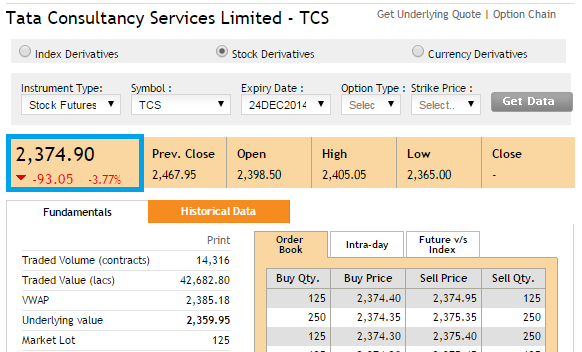 Tata Consultancy Services Limited - TCS
Get Underlying Quote | Option Chain
Index Derivatives Stock Derivatives Currency Derivatives
Instrument Type: Symbol : Expiry Date : Option Type : Strike Price :
Stock Futures TCS 24DEC2014 Selec Select.. Get Data
2,374.90 Prev. Close Open High Low Close
-93.05 -3.77% 2,467.95 2,398.50 2,405.05 2,365.00 -
Fundamentals Historical Data
Print
Traded Volume (contracts) 14,316
Traded Value (lacs) 42,682.80
VWAP 2,385.18
Underlying value 2,359.95
Market Lot 125
Order Book Intra-day Future v/s Index
Buy Qty. Buy Price Sell Price Sell Qty.
125 2,374.40 2,374.95 125
250 2,374.35 2,375.35 250
125 2,374.30 2,375.40 250